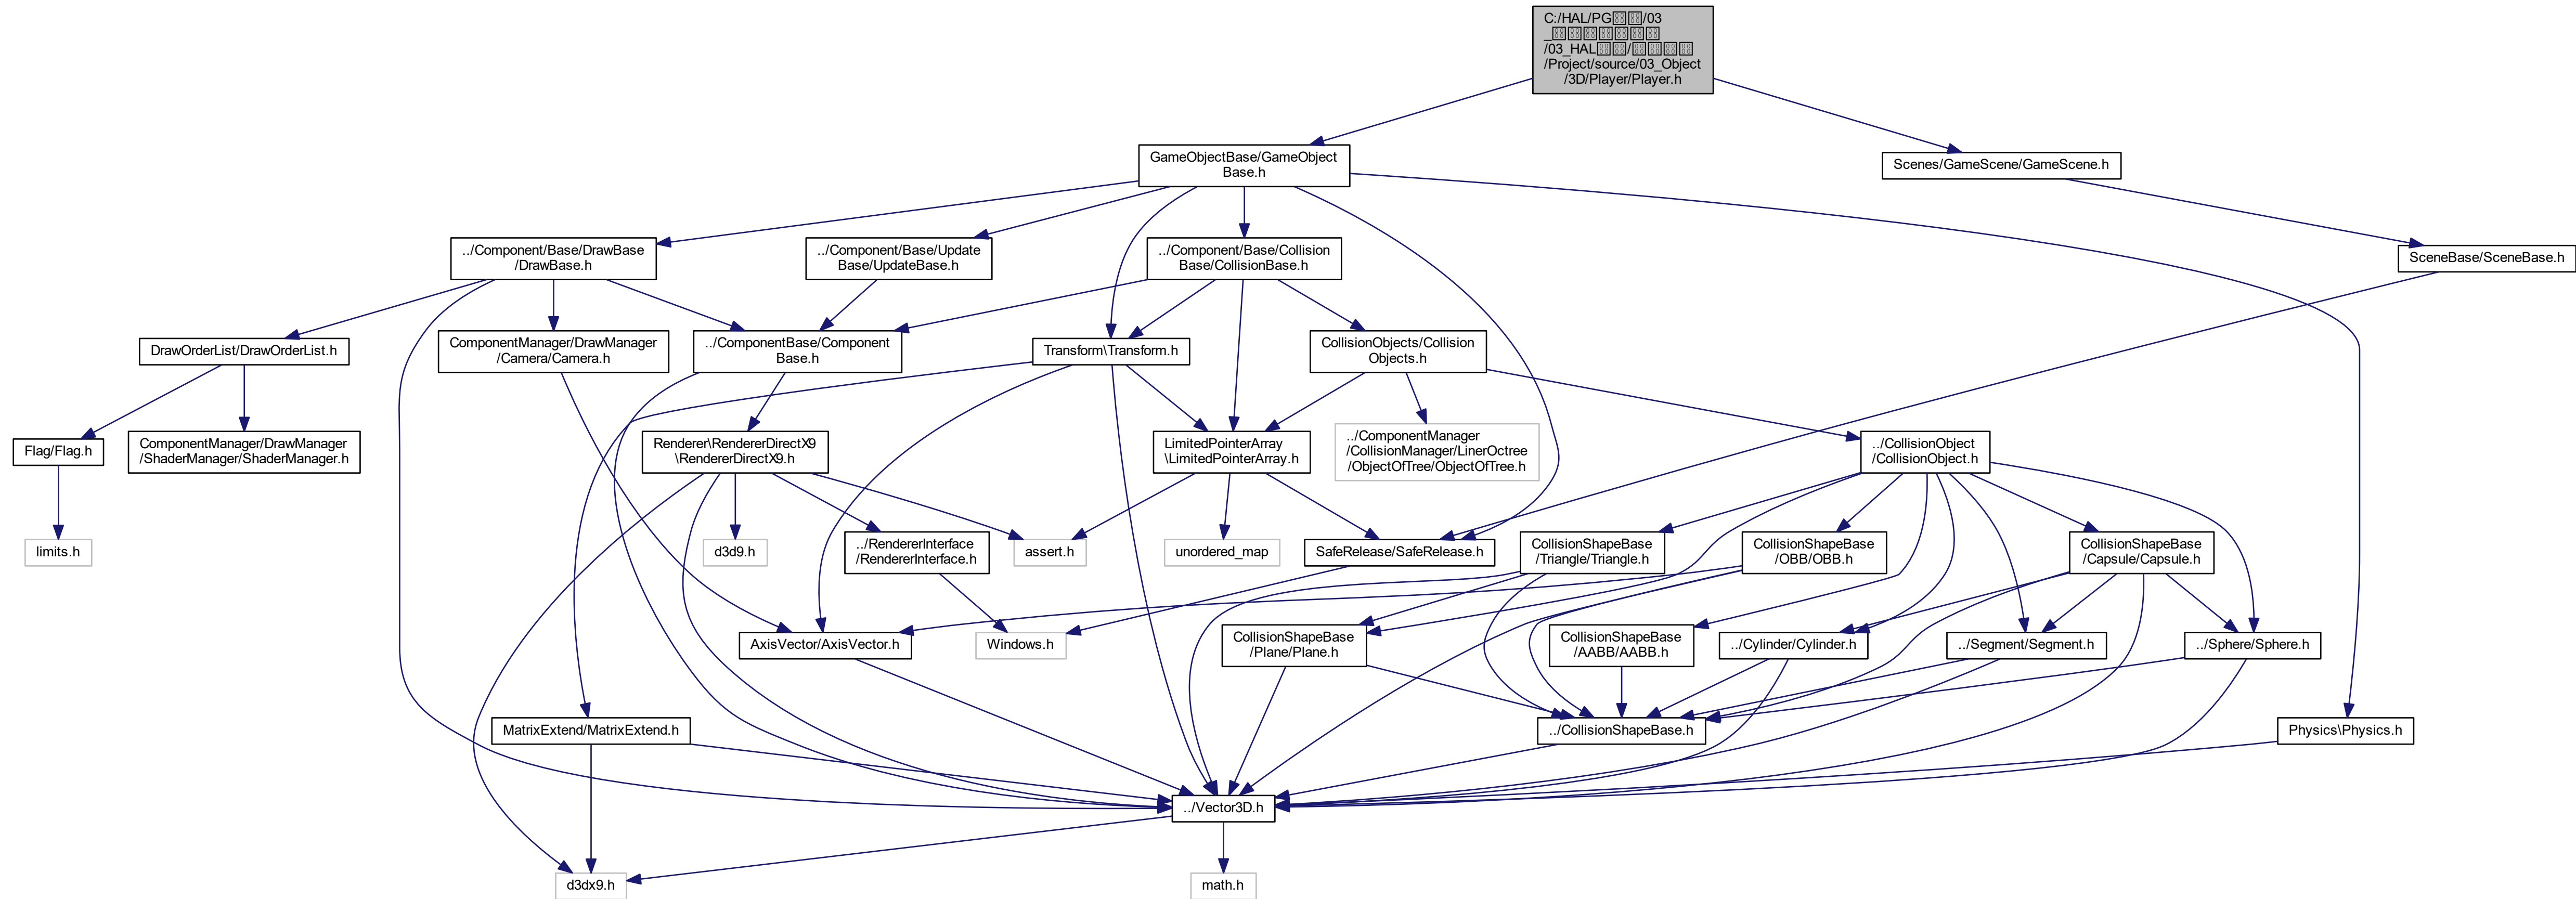 C:/HAL/PG/03
_
/03_HAL/
/Project/source/03_Object
/3D/Player/Player.h
GameObjectBase/GameObject
Base.h
Scenes/GameScene/GameScene.h
../Component/Base/DrawBase
/DrawBase.h
../Component/Base/Update
Base/UpdateBase.h
../Component/Base/Collision
Base/CollisionBase.h
SceneBase/SceneBase.h
DrawOrderList/DrawOrderList.h
ComponentManager/DrawManager
/Camera/Camera.h
../ComponentBase/Component
Base.h
Transform\Transform.h
CollisionObjects/Collision
Objects.h
Flag/Flag.h
ComponentManager/DrawManager
/ShaderManager/ShaderManager.h
Renderer\RendererDirectX9
\RendererDirectX9.h
LimitedPointerArray
\LimitedPointerArray.h
../ComponentManager
/CollisionManager/LinerOctree
/ObjectOfTree/ObjectOfTree.h
../CollisionObject
/CollisionObject.h
limits.h
d3d9.h
../RendererInterface
/RendererInterface.h
assert.h
unordered_map
SafeRelease/SafeRelease.h
CollisionShapeBase
/Triangle/Triangle.h
CollisionShapeBase
/OBB/OBB.h
CollisionShapeBase
/Capsule/Capsule.h
AxisVector/AxisVector.h
Windows.h
CollisionShapeBase
/Plane/Plane.h
CollisionShapeBase
/AABB/AABB.h
../Cylinder/Cylinder.h
../Segment/Segment.h
../Sphere/Sphere.h
MatrixExtend/MatrixExtend.h
../CollisionShapeBase.h
Physics\Physics.h
../Vector3D.h
d3dx9.h
math.h